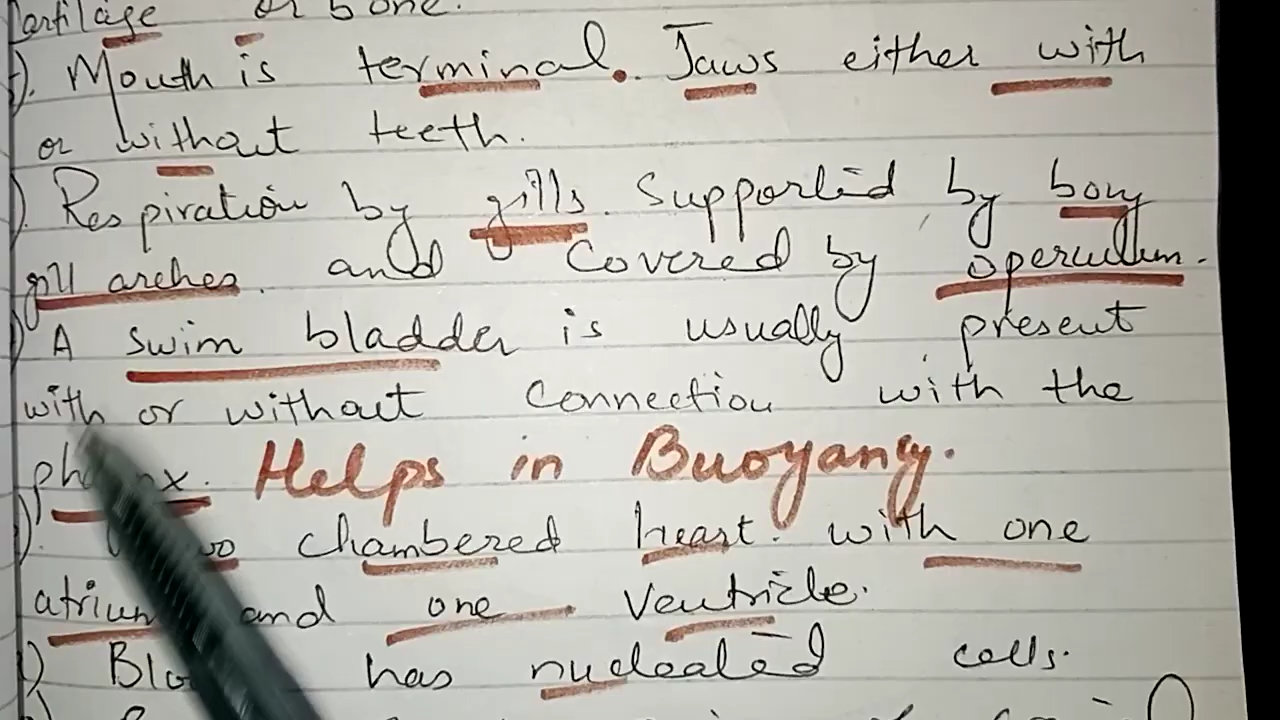 cartilage or bone.
). Mouth is terminal. Jaws either with
or without teeth.
). Respiration by gills. Supported by bony
gill arches. and Covered by operculum.
) A swim bladder is usually present
with or without Connection with the
Helps in Buoyancy.
). chambered heart. with one
atrium and one Ventricle.
) has nucleated cells.